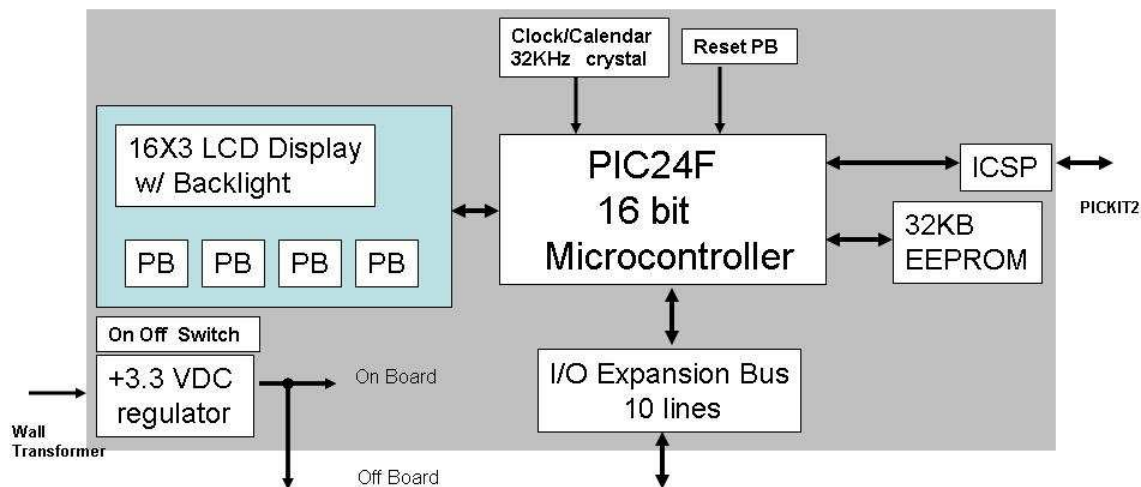 Clock/Calendar
32KHz crystal
Reset PB
16X3 LCD Display
w/ Backlight
PB PB PB PB
PIC24F
16 bit
Microcontroller
ICSP
PICKIT2
32KB
EEPROM
On Off Switch
+3.3 VDC
regulator
On Board
I/O Expansion Bus
10 lines
Wall
Transformer
Off Board